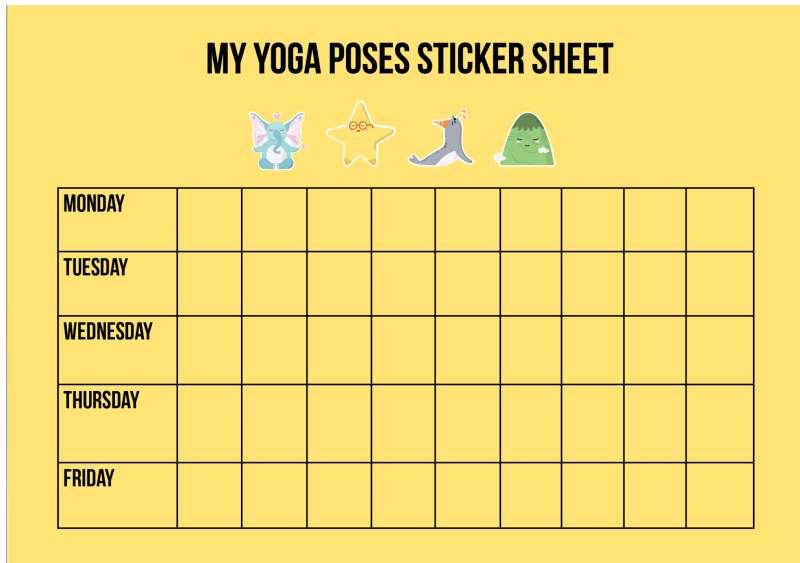 MY YOGA POSES STICKER SHEET
MONDAY
TUESDAY
WEDNESDAY
THURSDAY
FRIDAY